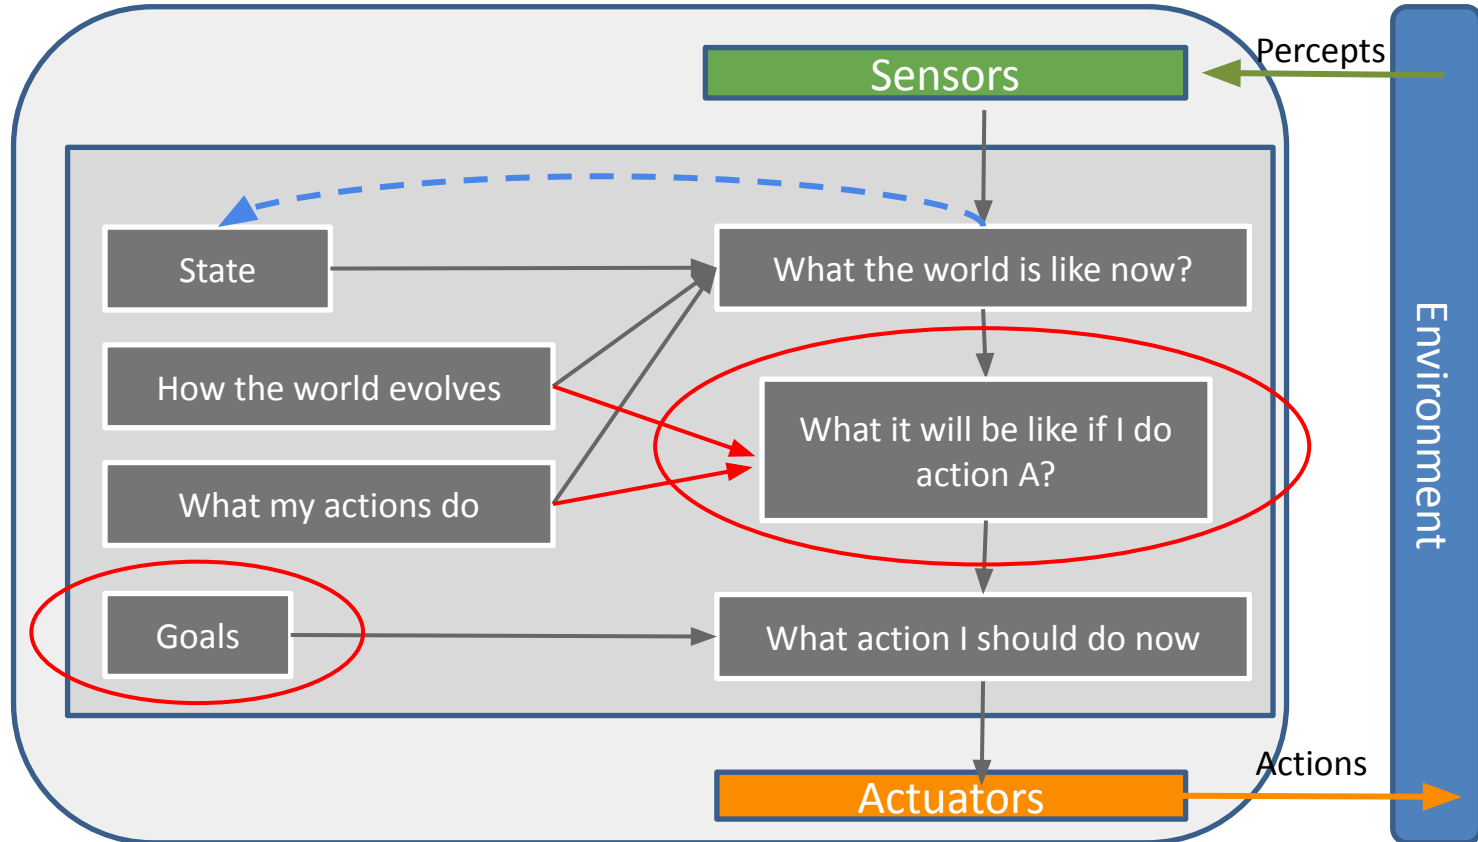 Percepts
Sensors
State
What the world is like now?
How the world evolves
What it will be like if I do
action A?
What my actions do
Goals
What action I should do now
Actions
Actuators
Environment